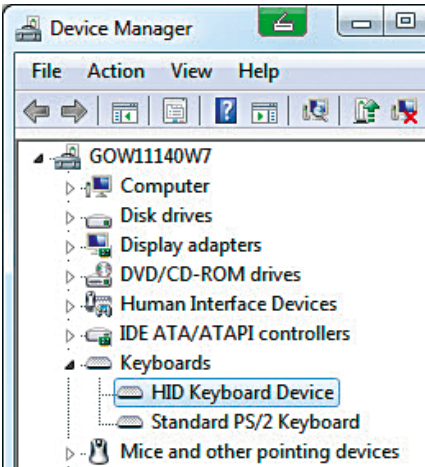 Device Manager
File Action View Help
GOW11140W7
Computer
Disk drives
Display adapters
DVD/CD-ROM drives
Human Interface Devices
IDE ATA/ATAPI controllers
Keyboards
HID Keyboard Device
Standard PS/2 Keyboard
Mice and other pointing devices